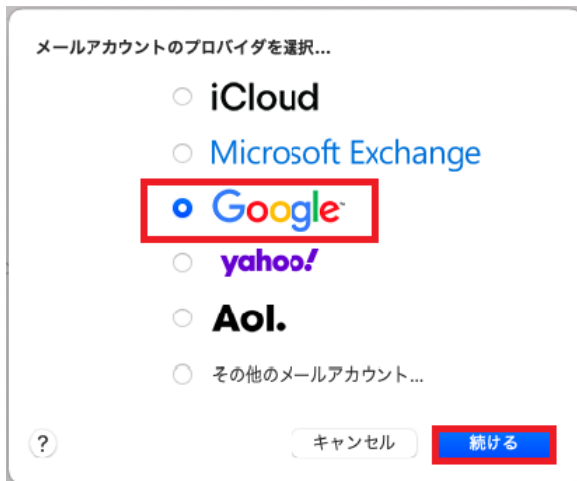 メールアカウントのプロバイダを選択...
iCloud
Microsoft Exchange
Google™
yahoo!
Aol.
その他のメールアカウント...
? キャンセル 続ける